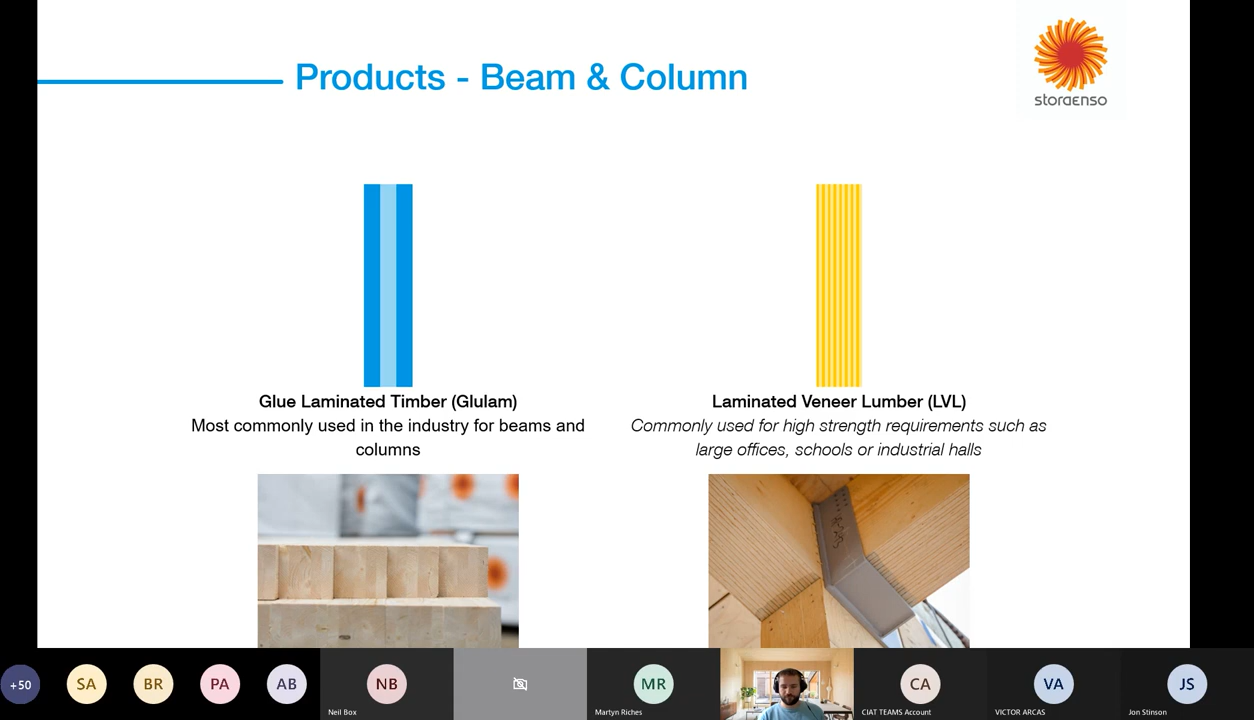 Products - Beam & Column
storaenso
Glue Laminated Timber (Glulam)
Most commonly used in the industry for beams and
columns
Laminated Veneer Lumber (LVL)
Commonly used for high strength requirements such as
large offices, schools or industrial halls
+50
SA
BR
PA
AB
NB
Neil Box
MR
Martyn Riches
CA
CIAT TEAMS Account
VA
VICTOR ARCAS
JS
Jon Stinson